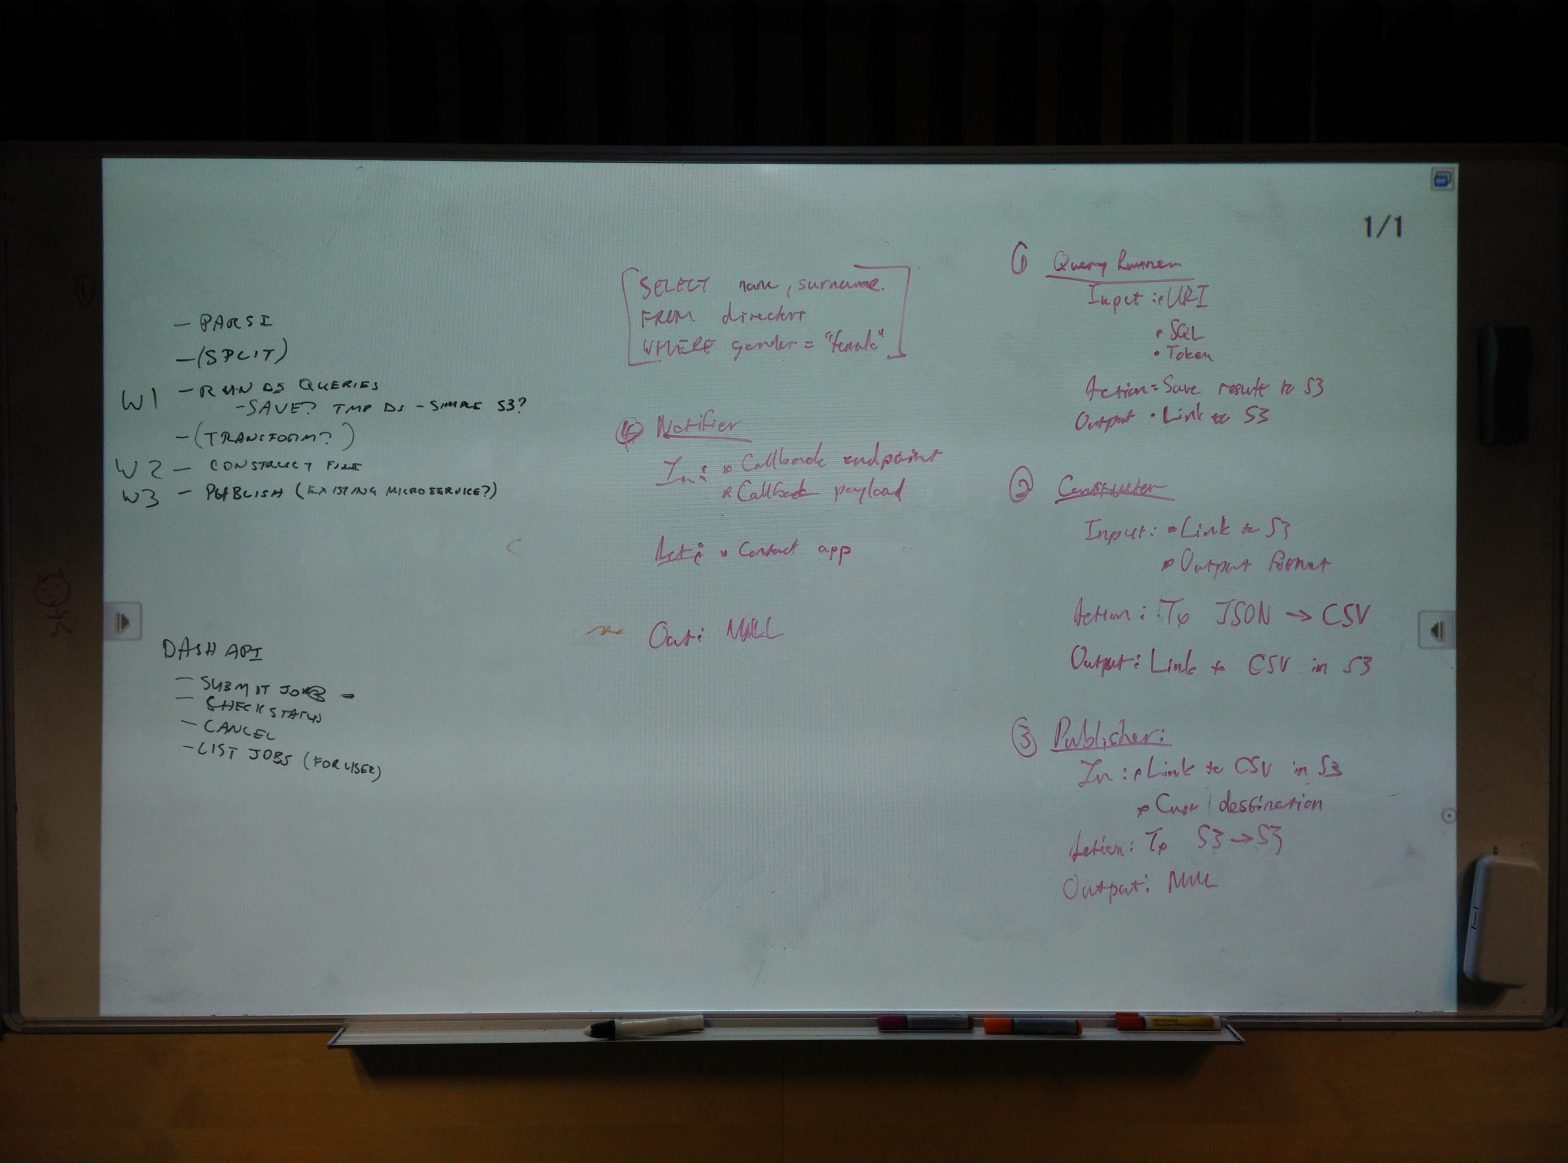 - PARSE
- (SPLIT)
W1 - RUN DS QUERIES
- SAVE? TMP DS - SIMPLE S3?
- (TRANSFORM?)
W2 - CONSTRUCT FILE
W3 - PUBLISH (EXISTING MICROSERVICE?)
DASH API
- SUBMIT JOB -
- CHECK STATUS
- CANCEL
- LIST JOBS (FOR USER)
SELECT name, surname.
FROM directory
WHERE gender = "female"
④ Notifier
In: • Callback endpoint
• Callback payload
Act: • Contact app
Out: NULL
1/1
① Query Runner
Input: • URI
• SQL
• Token
Action = Save result to S3
Output • Link to S3
② Constructor
Input: • Link to S3
• Output Format
Action: Tx JSON → CSV
Output: Link to CSV in S3
③ Publisher:
In: • Link to CSV in S3
• Cust destination
Action: Tx S3 → S3
Output: NULL